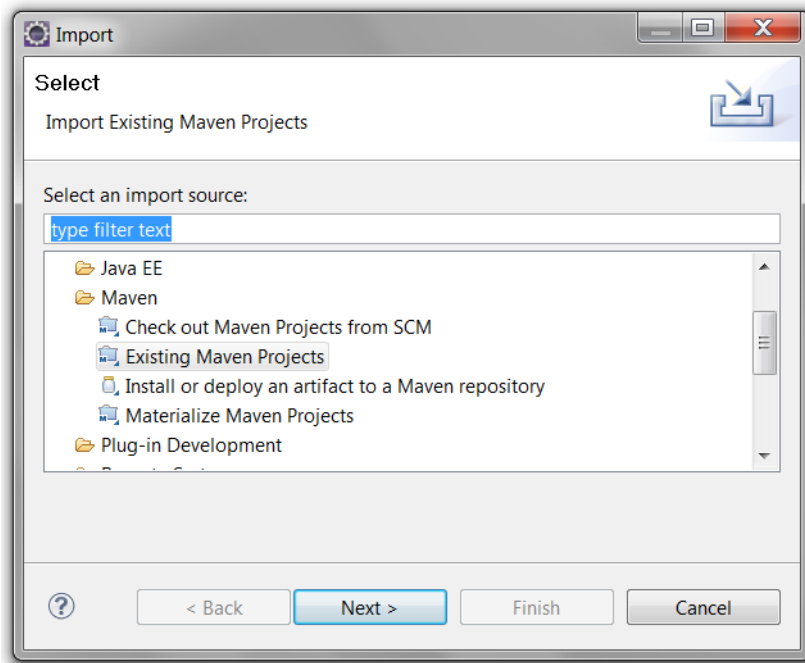 Import
Select
Import Existing Maven Projects
Select an import source:
type filter text
Java EE
Maven
Check out Maven Projects from SCM
Existing Maven Projects
Install or deploy an artifact to a Maven repository
Materialize Maven Projects
Plug-in Development
< Back Next > Finish Cancel